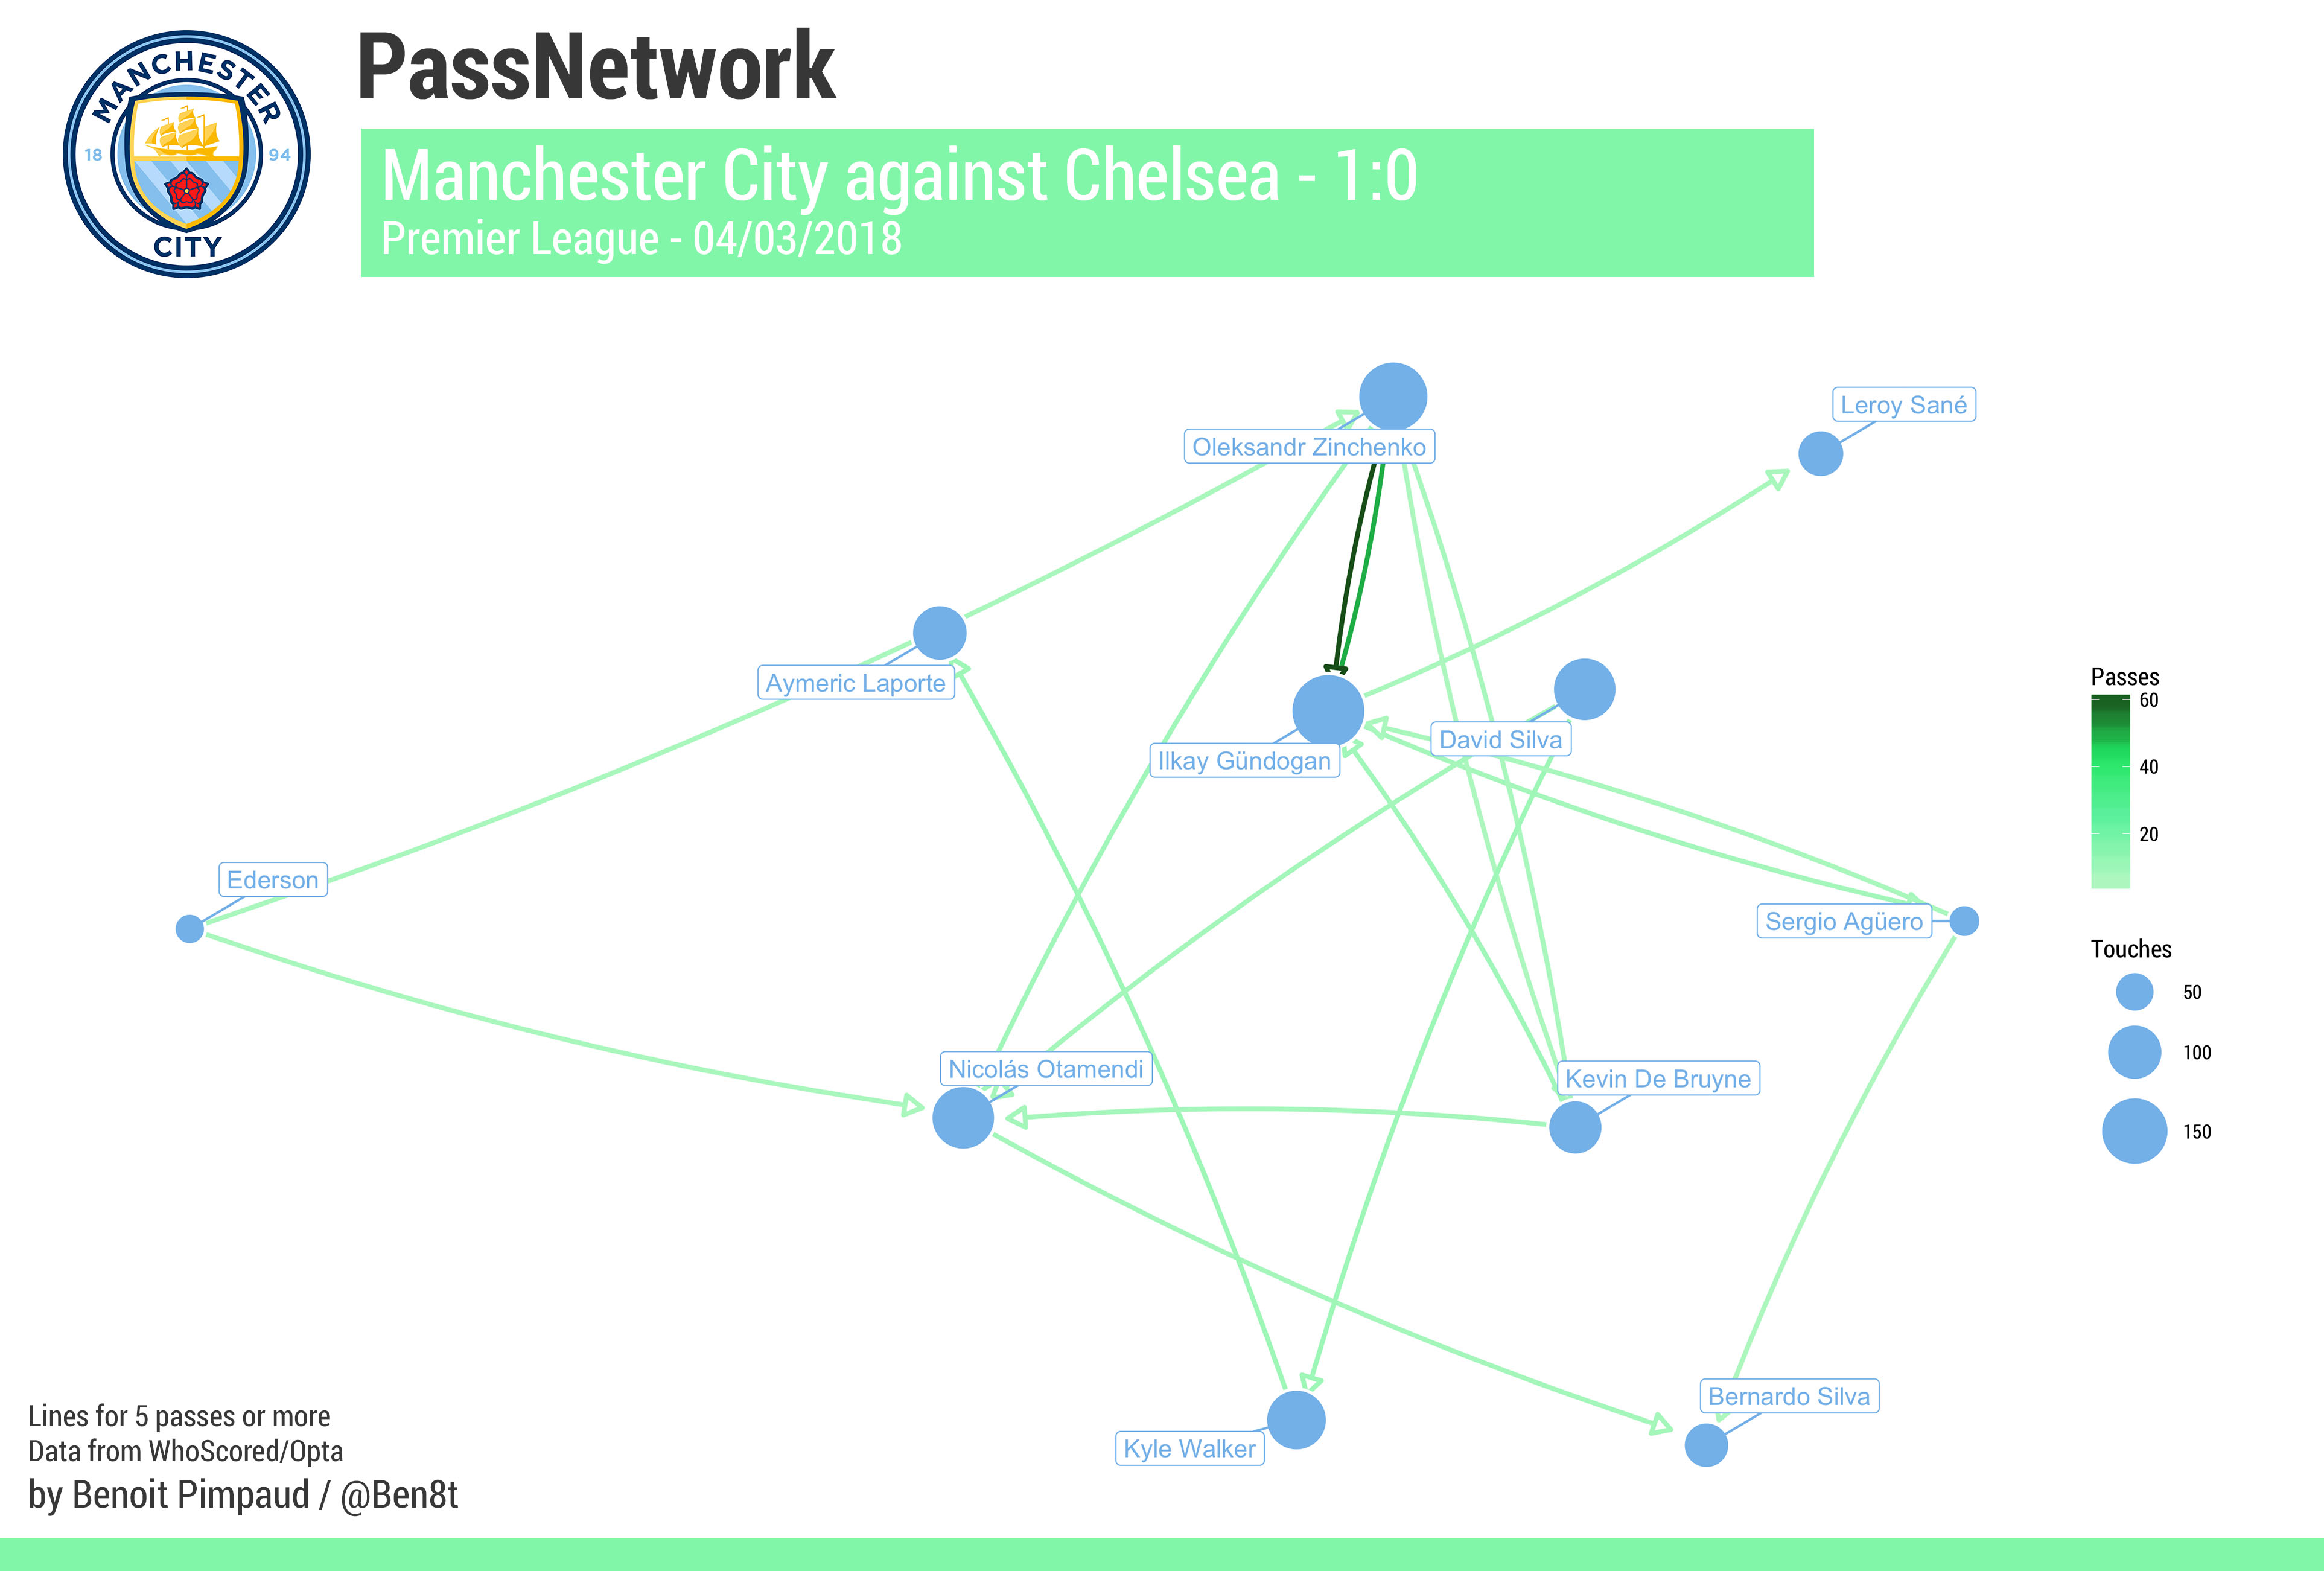 MANCHESTER
18
94
CITY
PassNetwork
Manchester City against Chelsea - 1:0
Premier League - 04/03/2018
Leroy Sané
Oleksandr Zinchenko
Aymeric Laporte
David Silva
Ilkay Gündogan
Ederson
Sergio Agüero
Nicolás Otamendi
Kevin De Bruyne
Bernardo Silva
Kyle Walker
Passes
60
40
20
Touches
50
100
150
Lines for 5 passes or more
Data from WhoScored/Opta
by Benoit Pimpaud / @Ben8t